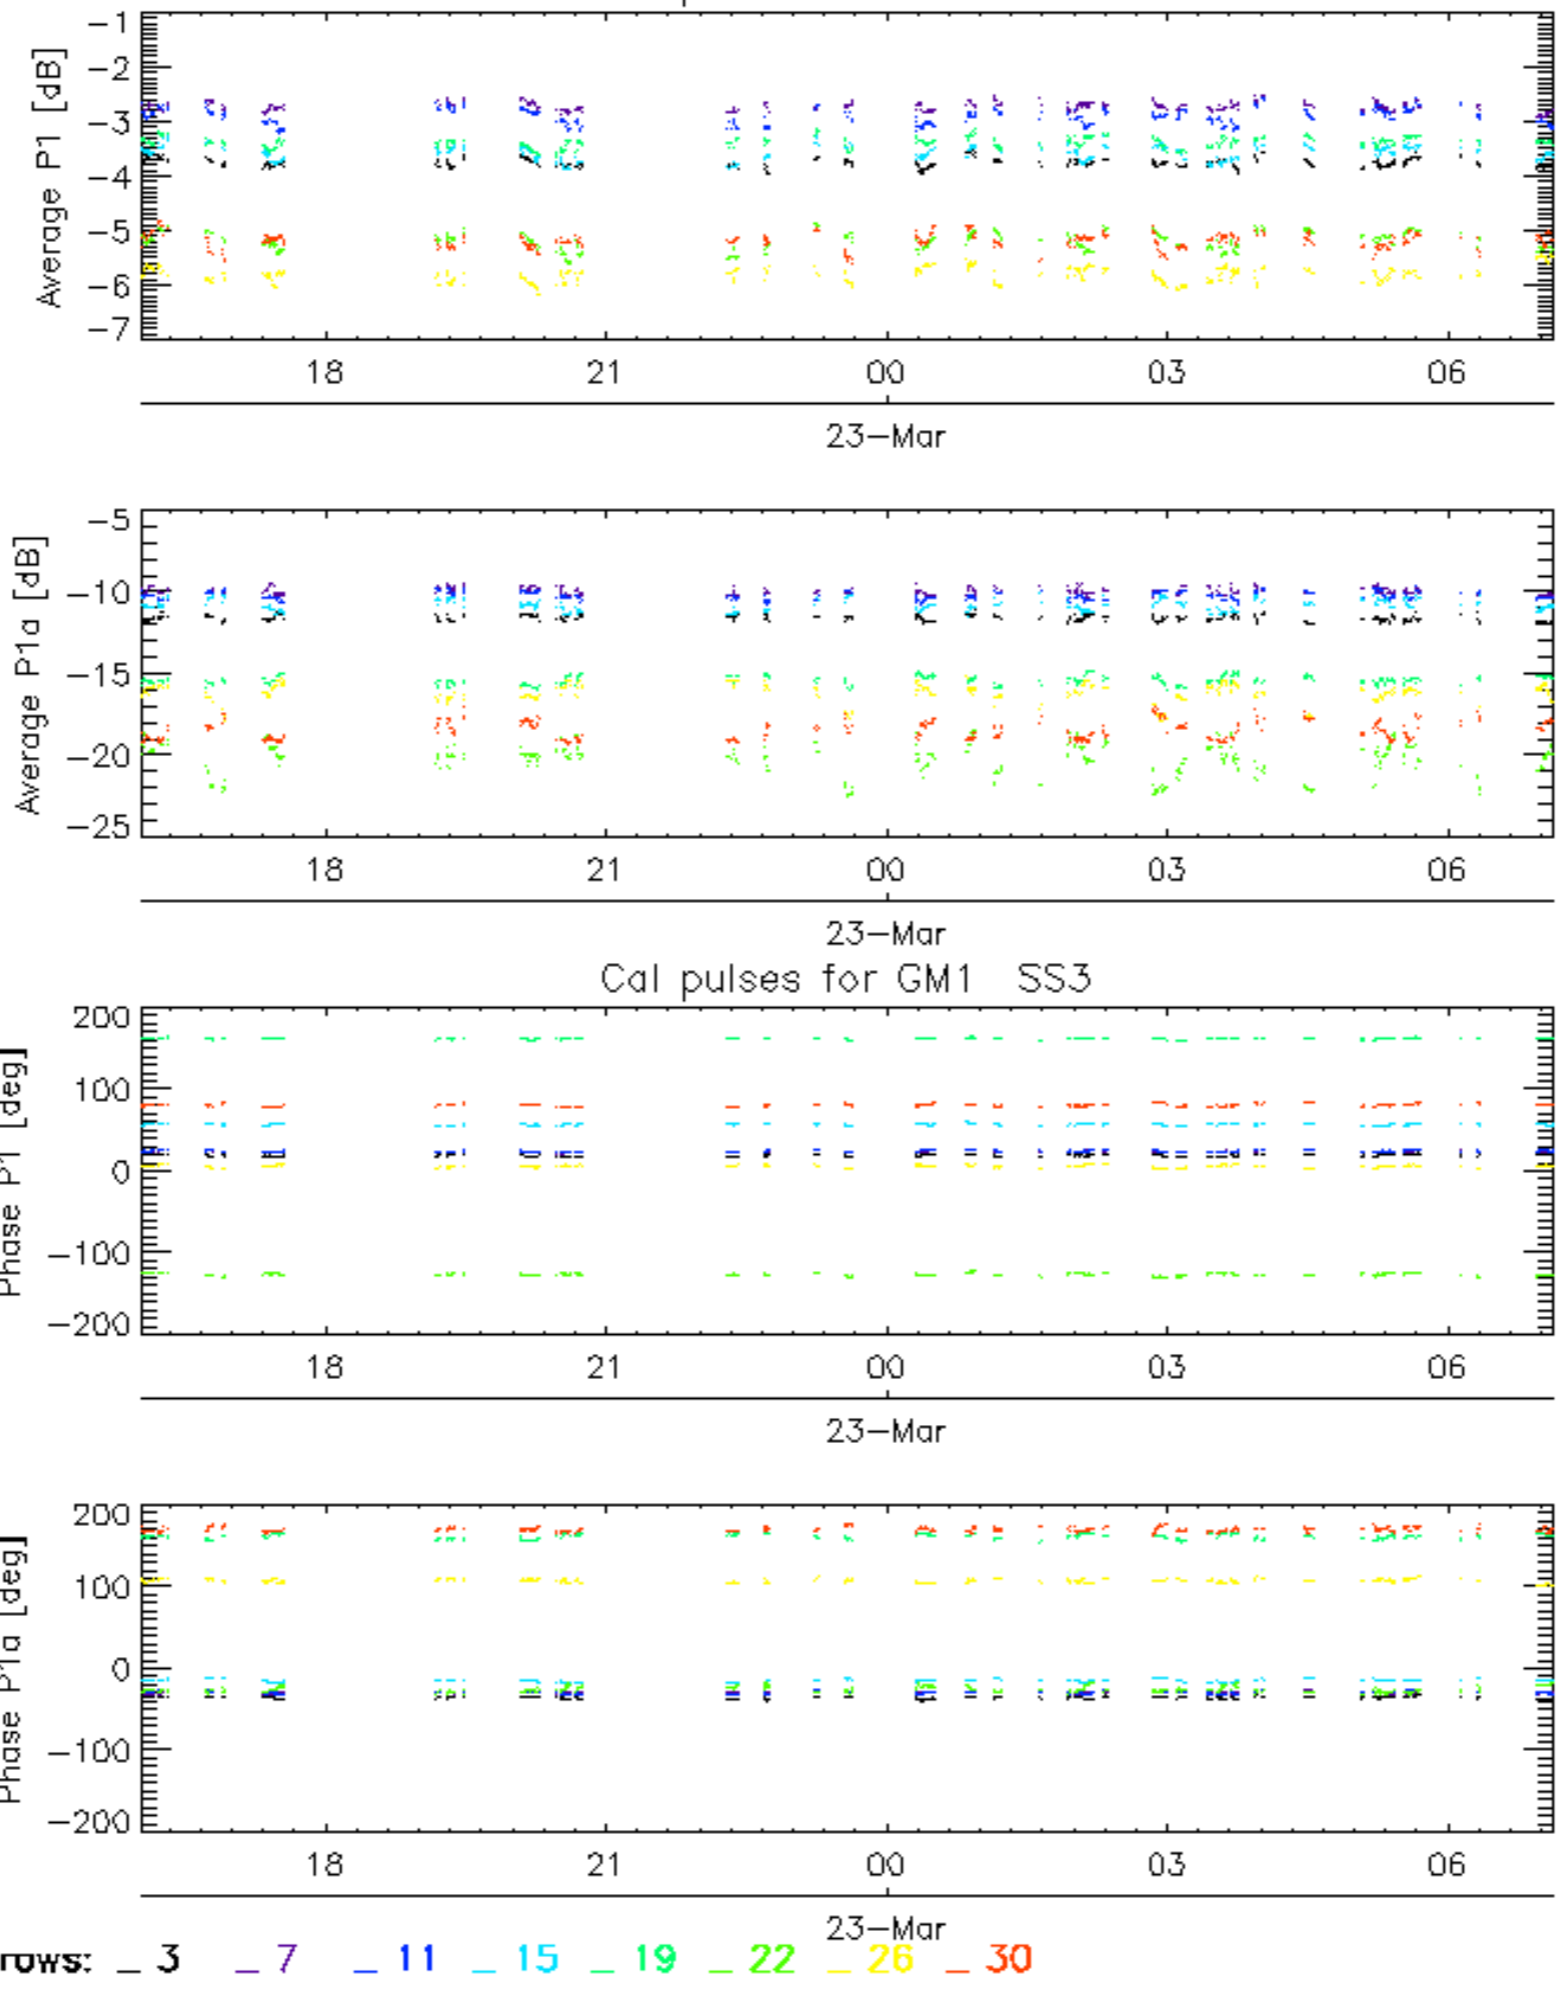 Average P1 [dB]
−1
−2
−3
−4
−5
−6
−7
18 21 00 03 06
23−Mar
Average P1a [dB]
−5
−10
−15
−20
−25
18 21 00 03 06
23−Mar
Cal pulses for GM1 SS3
Phase P1 [deg]
200
100
0
−100
−200
18 21 00 03 06
23−Mar
Phase P1a [deg]
200
100
0
−100
−200
18 21 00 03 06
23−Mar
rows: _ 3 _ 7 _ 11 _ 15 _ 19 _ 22 _ 26 _ 30